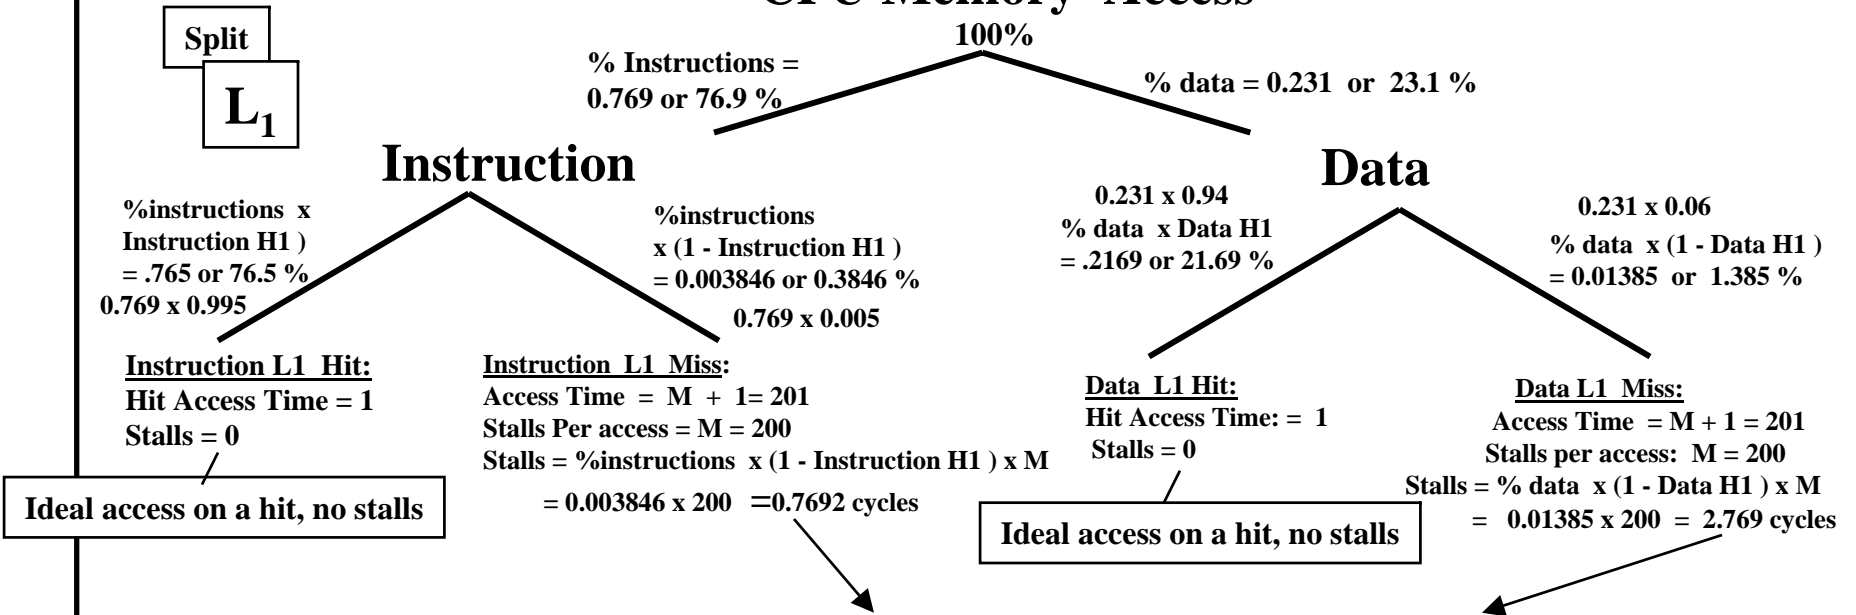 CPU Memory Access
100%
Split
L1
% Instructions =
0.769 or 76.9 %
% data = 0.231 or 23.1 %
Instruction
Data
%instructions x
Instruction H1 )
= .765 or 76.5 %
0.769 x 0.995
%instructions
x (1 - Instruction H1 )
= 0.003846 or 0.3846 %
0.769 x 0.005
0.231 x 0.94
% data x Data H1
= .2169 or 21.69 %
0.231 x 0.06
% data x (1 - Data H1 )
= 0.01385 or 1.385 %
Instruction L1 Hit:
Hit Access Time = 1
Stalls = 0
Ideal access on a hit, no stalls
Instruction L1 Miss:
Access Time = M + 1= 201
Stalls Per access = M = 200
Stalls = %instructions x (1 - Instruction H1 ) x M
= 0.003846 x 200 =0.7692 cycles
Data L1 Hit:
Hit Access Time: = 1
Stalls = 0
Ideal access on a hit, no stalls
Data L1 Miss:
Access Time = M + 1 = 201
Stalls per access: M = 200
Stalls = % data x (1 - Data H1 ) x M
= 0.01385 x 200 = 2.769 cycles